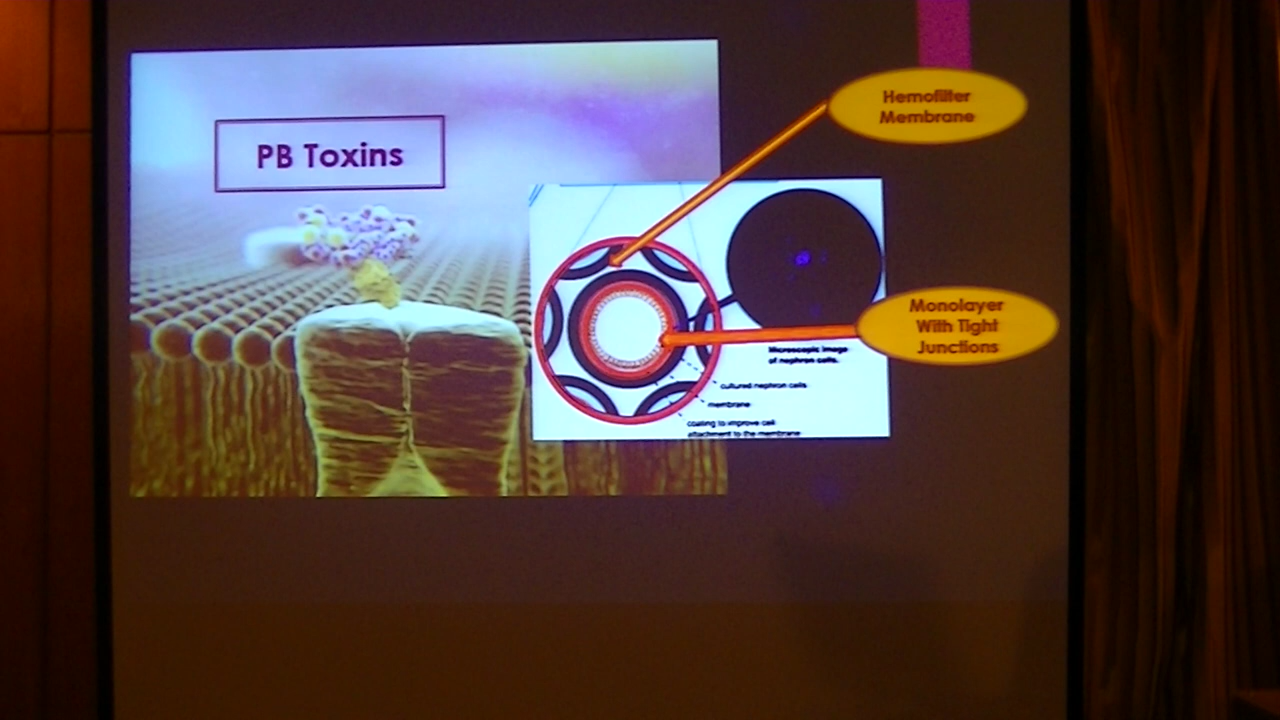 PB Toxins
Hemofilter
Membrane
Monolayer
With Tight
Junctions
Microscopic image
of nephron cells.
cultured nephron cells
membrane
coating to improve cell
attachment to the membrane